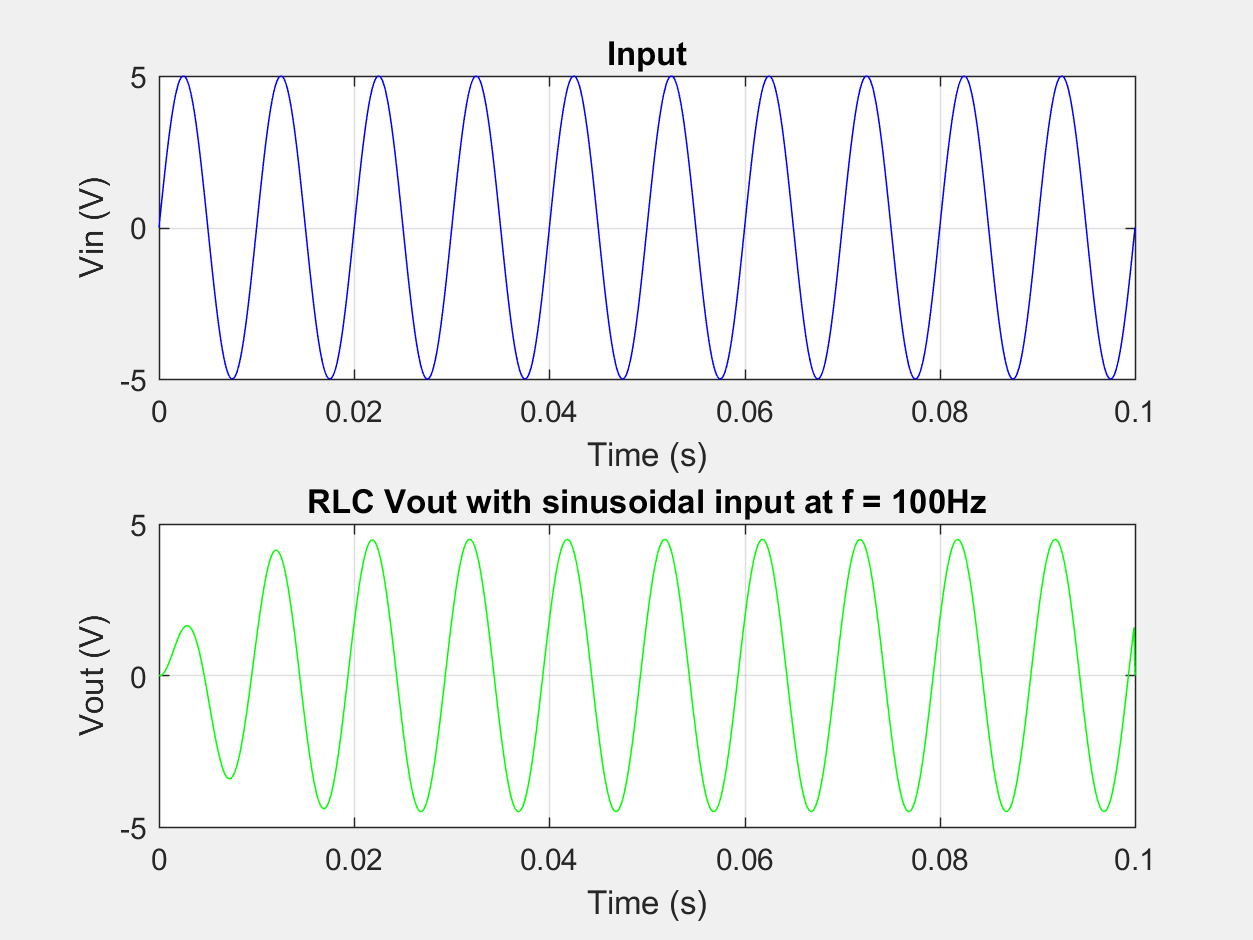 Input
5
Vin (V)
0
-5
0 0.02 0.04 0.06 0.08 0.1
Time (s)
RLC Vout with sinusoidal input at f = 100Hz
5
Vout (V)
0
-5
0 0.02 0.04 0.06 0.08 0.1
Time (s)